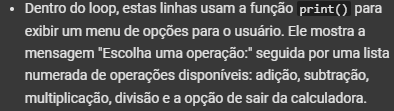 • Dentro do loop, estas linhas usam a função print() para
exibir um menu de opções para o usuário. Ele mostra a
mensagem "Escolha uma operação:" seguida por uma lista
numerada de operações disponíveis: adição, subtração,
multiplicação, divisão e a opção de sair da calculadora.